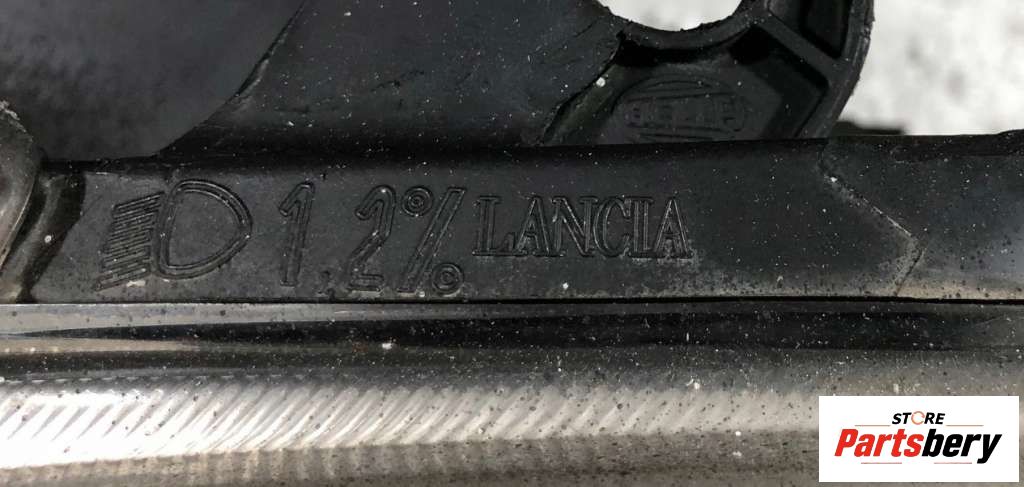 1.2% LANCIA
STORE
Partsbery